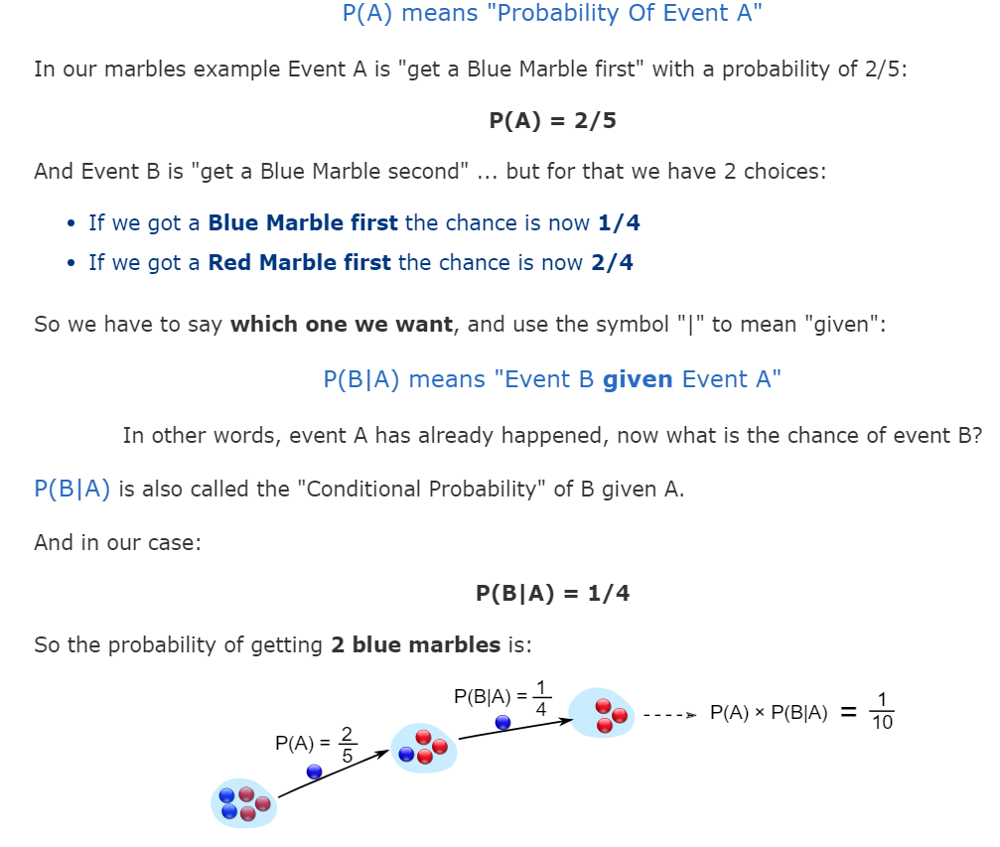 P(A) means "Probability Of Event A"
In our marbles example Event A is "get a Blue Marble first" with a probability of 2/5:
P(A) = 2/5
And Event B is "get a Blue Marble second" ... but for that we have 2 choices:
• If we got a Blue Marble first the chance is now 1/4
• If we got a Red Marble first the chance is now 2/4
So we have to say which one we want, and use the symbol "|" to mean "given":
P(B|A) means "Event B given Event A"
In other words, event A has already happened, now what is the chance of event B?
P(B|A) is also called the "Conditional Probability" of B given A.
And in our case:
P(B|A) = 1/4
So the probability of getting 2 blue marbles is:
P(A) = 2/5
P(B|A) = 1/4
P(A) × P(B|A) = 1/10